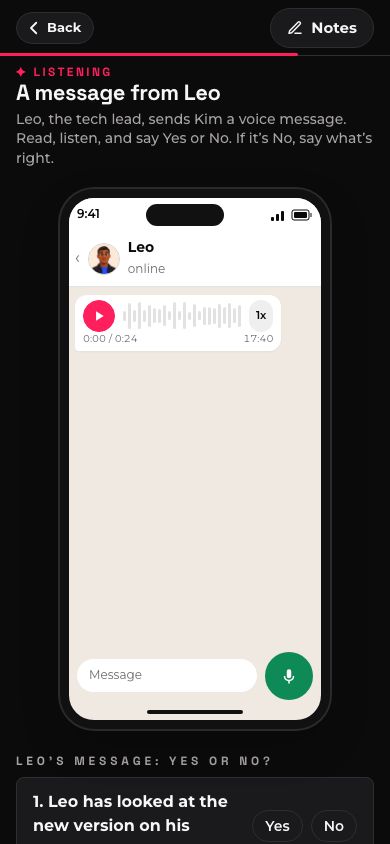 Back
Notes
LISTENING
A message from Leo
Leo, the tech lead, sends Kim a voice message.
Read, listen, and say Yes or No. If it's No, say what's
right.
9:41
Leo
online
1x
0:00 / 0:24
17:40
Message
LEO'S MESSAGE: YES OR NO?
1. Leo has looked at the
new version on his
Yes
No